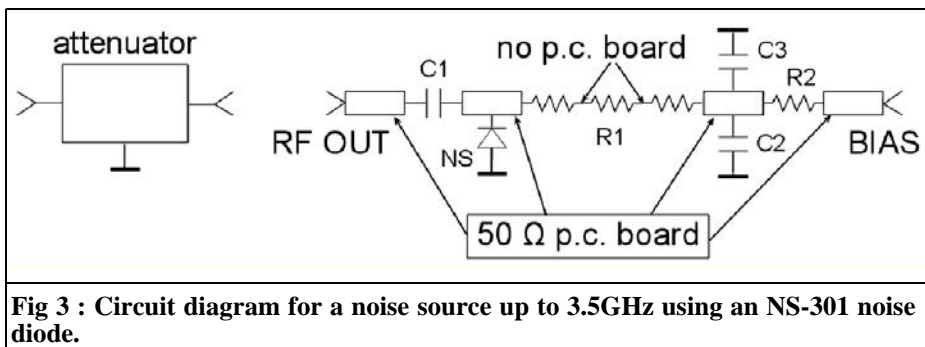 attenuator
no p.c. board
C3
C1
R2
RF OUT
NS
R1
C2
BIAS
50 Ω p.c. board
Fig 3 : Circuit diagram for a noise source up to 3.5GHz using an NS-301 noise
diode.